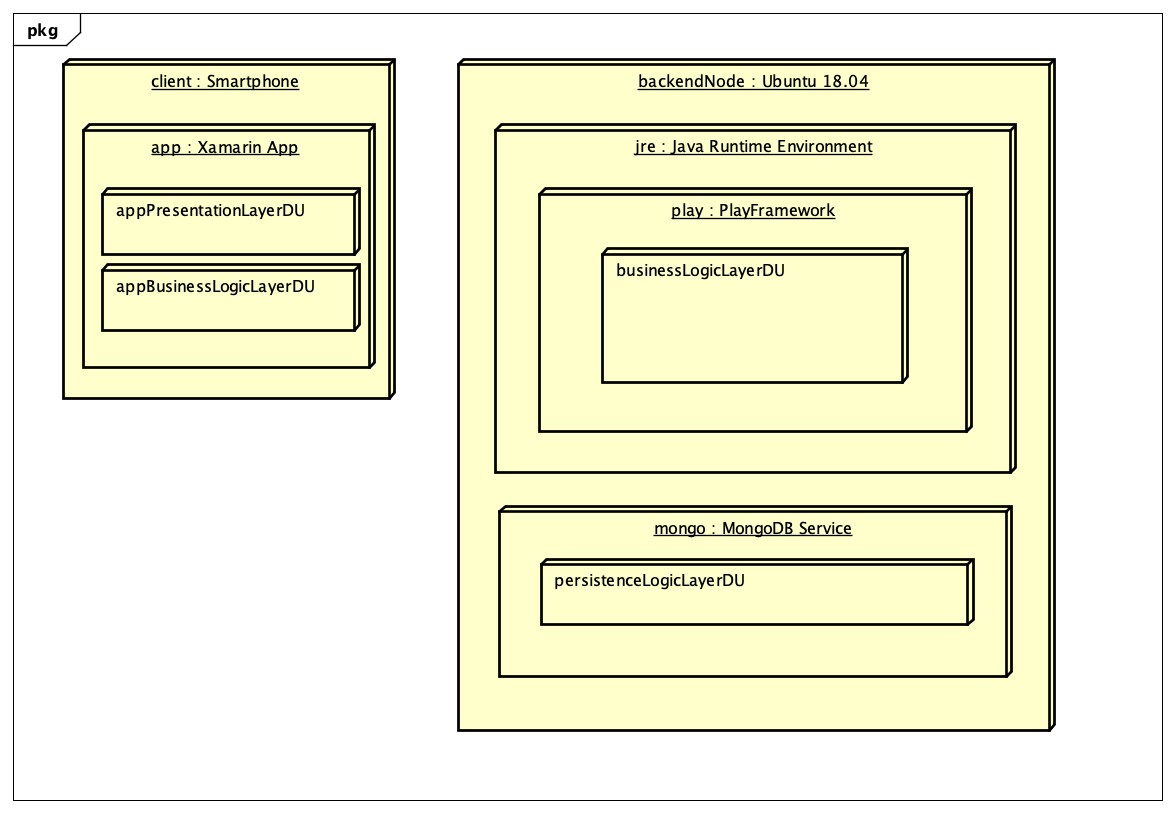 pkg
client : Smartphone
app : Xamarin App
appPresentationLayerDU
appBusinessLogicLayerDU
backendNode : Ubuntu 18.04
jre : Java Runtime Environment
play : PlayFramework
businessLogicLayerDU
mongo : MongoDB Service
persistenceLogicLayerDU